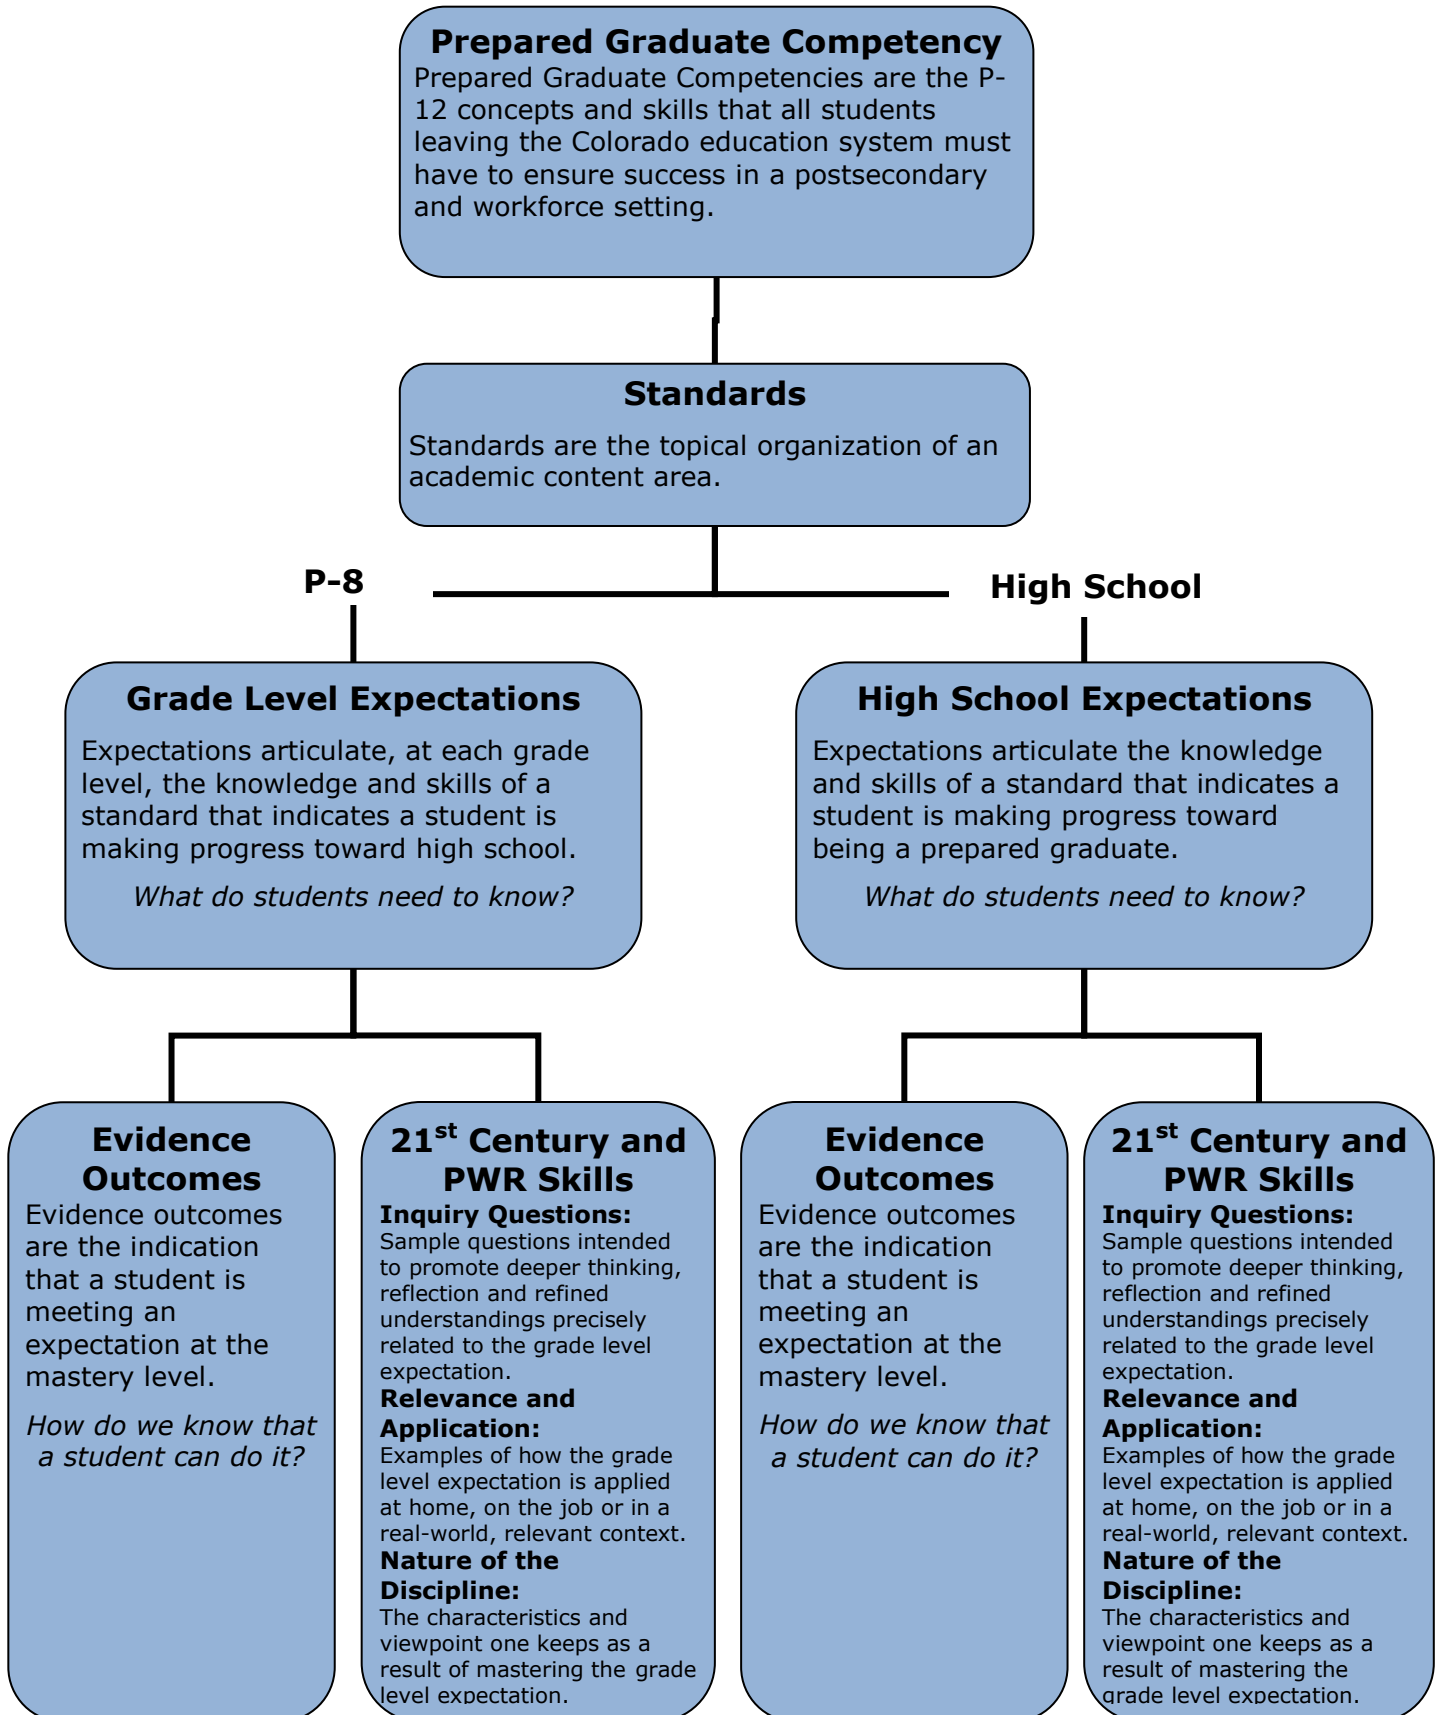 Prepared Graduate Competency
Prepared Graduate Competencies are the P-
12 concepts and skills that all students
leaving the Colorado education system must
have to ensure success in a postsecondary
and workforce setting.
Standards
Standards are the topical organization of an
academic content area.
P-8
High School
Grade Level Expectations
Expectations articulate, at each grade
level, the knowledge and skills of a
standard that indicates a student is
making progress toward high school.
What do students need to know?
High School Expectations
Expectations articulate the knowledge
and skills of a standard that indicates a
student is making progress toward
being a prepared graduate.
What do students need to know?
Evidence
Outcomes
Evidence outcomes
are the indication
that a student is
meeting an
expectation at the
mastery level.
How do we know that
a student can do it?
21st Century and
PWR Skills
Inquiry Questions:
Sample questions intended
to promote deeper thinking,
reflection and refined
understandings precisely
related to the grade level
expectation.
Relevance and
Application:
Examples of how the grade
level expectation is applied
at home, on the job or in a
real-world, relevant context.
Nature of the
Discipline:
The characteristics and
viewpoint one keeps as a
result of mastering the grade
level expectation.
Evidence
Outcomes
Evidence outcomes
are the indication
that a student is
meeting an
expectation at the
mastery level.
How do we know that
a student can do it?
21st Century and
PWR Skills
Inquiry Questions:
Sample questions intended
to promote deeper thinking,
reflection and refined
understandings precisely
related to the grade level
expectation.
Relevance and
Application:
Examples of how the grade
level expectation is applied
at home, on the job or in a
real-world, relevant context.
Nature of the
Discipline:
The characteristics and
viewpoint one keeps as a
result of mastering the
grade level expectation.